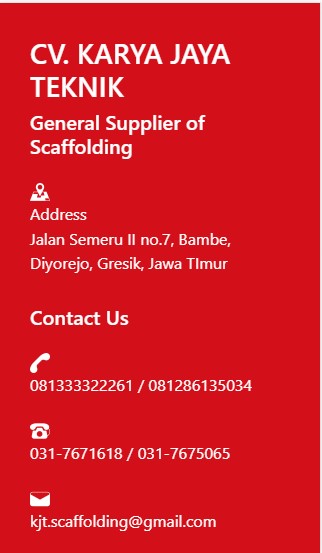 CV. KARYA JAYA
TEKNIK
General Supplier of
Scaffolding
Address
Jalan Semeru II no.7, Bambe,
Diyorejo, Gresik, Jawa TImur
Contact Us
081333322261 / 081286135034
031-7671618 / 031-7675065
kjt.scaffolding@gmail.com